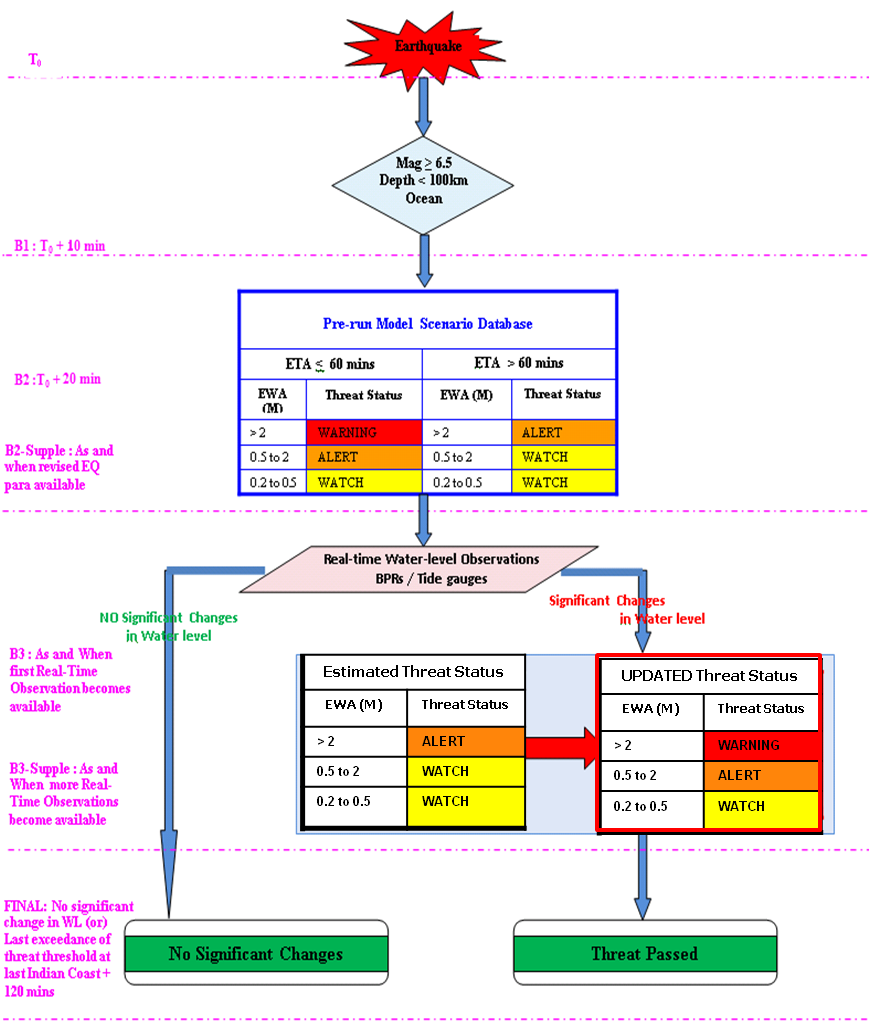 Earthquake
T₀
Mag ≥ 6.5
Depth < 100km
Ocean
B1 : T₀ + 10 min
Pre-run Model Scenario Database
ETA ≤ 60 mins ETA > 60 mins
B2 :T₀ + 20 min
EWA (M) Threat Status EWA (M) Threat Status
> 2 WARNING > 2 ALERT
0.5 to 2 ALERT 0.5 to 2 WATCH
0.2 to 0.5 WATCH 0.2 to 0.5 WATCH
B2-Supple : As and
when revised EQ
para available
Real-time Water-level Observations
BPRs / Tide gauges
NO Significant Changes
in Water level
Significant Changes
in Water level
B3 : As and When
first Real-Time
Observation becomes
available
Estimated Threat Status
EWA (M) Threat Status
> 2 ALERT
0.5 to 2 WATCH
0.2 to 0.5 WATCH
UPDATED Threat Status
EWA (M) Threat Status
> 2 WARNING
0.5 to 2 ALERT
0.2 to 0.5 WATCH
B3-Supple : As and
When more Real-
Time Observations
become available
FINAL: No significant
change in WL (or)
Last exceedance of
threat threshold at
last Indian Coast +
120 mins
No Significant Changes
Threat Passed